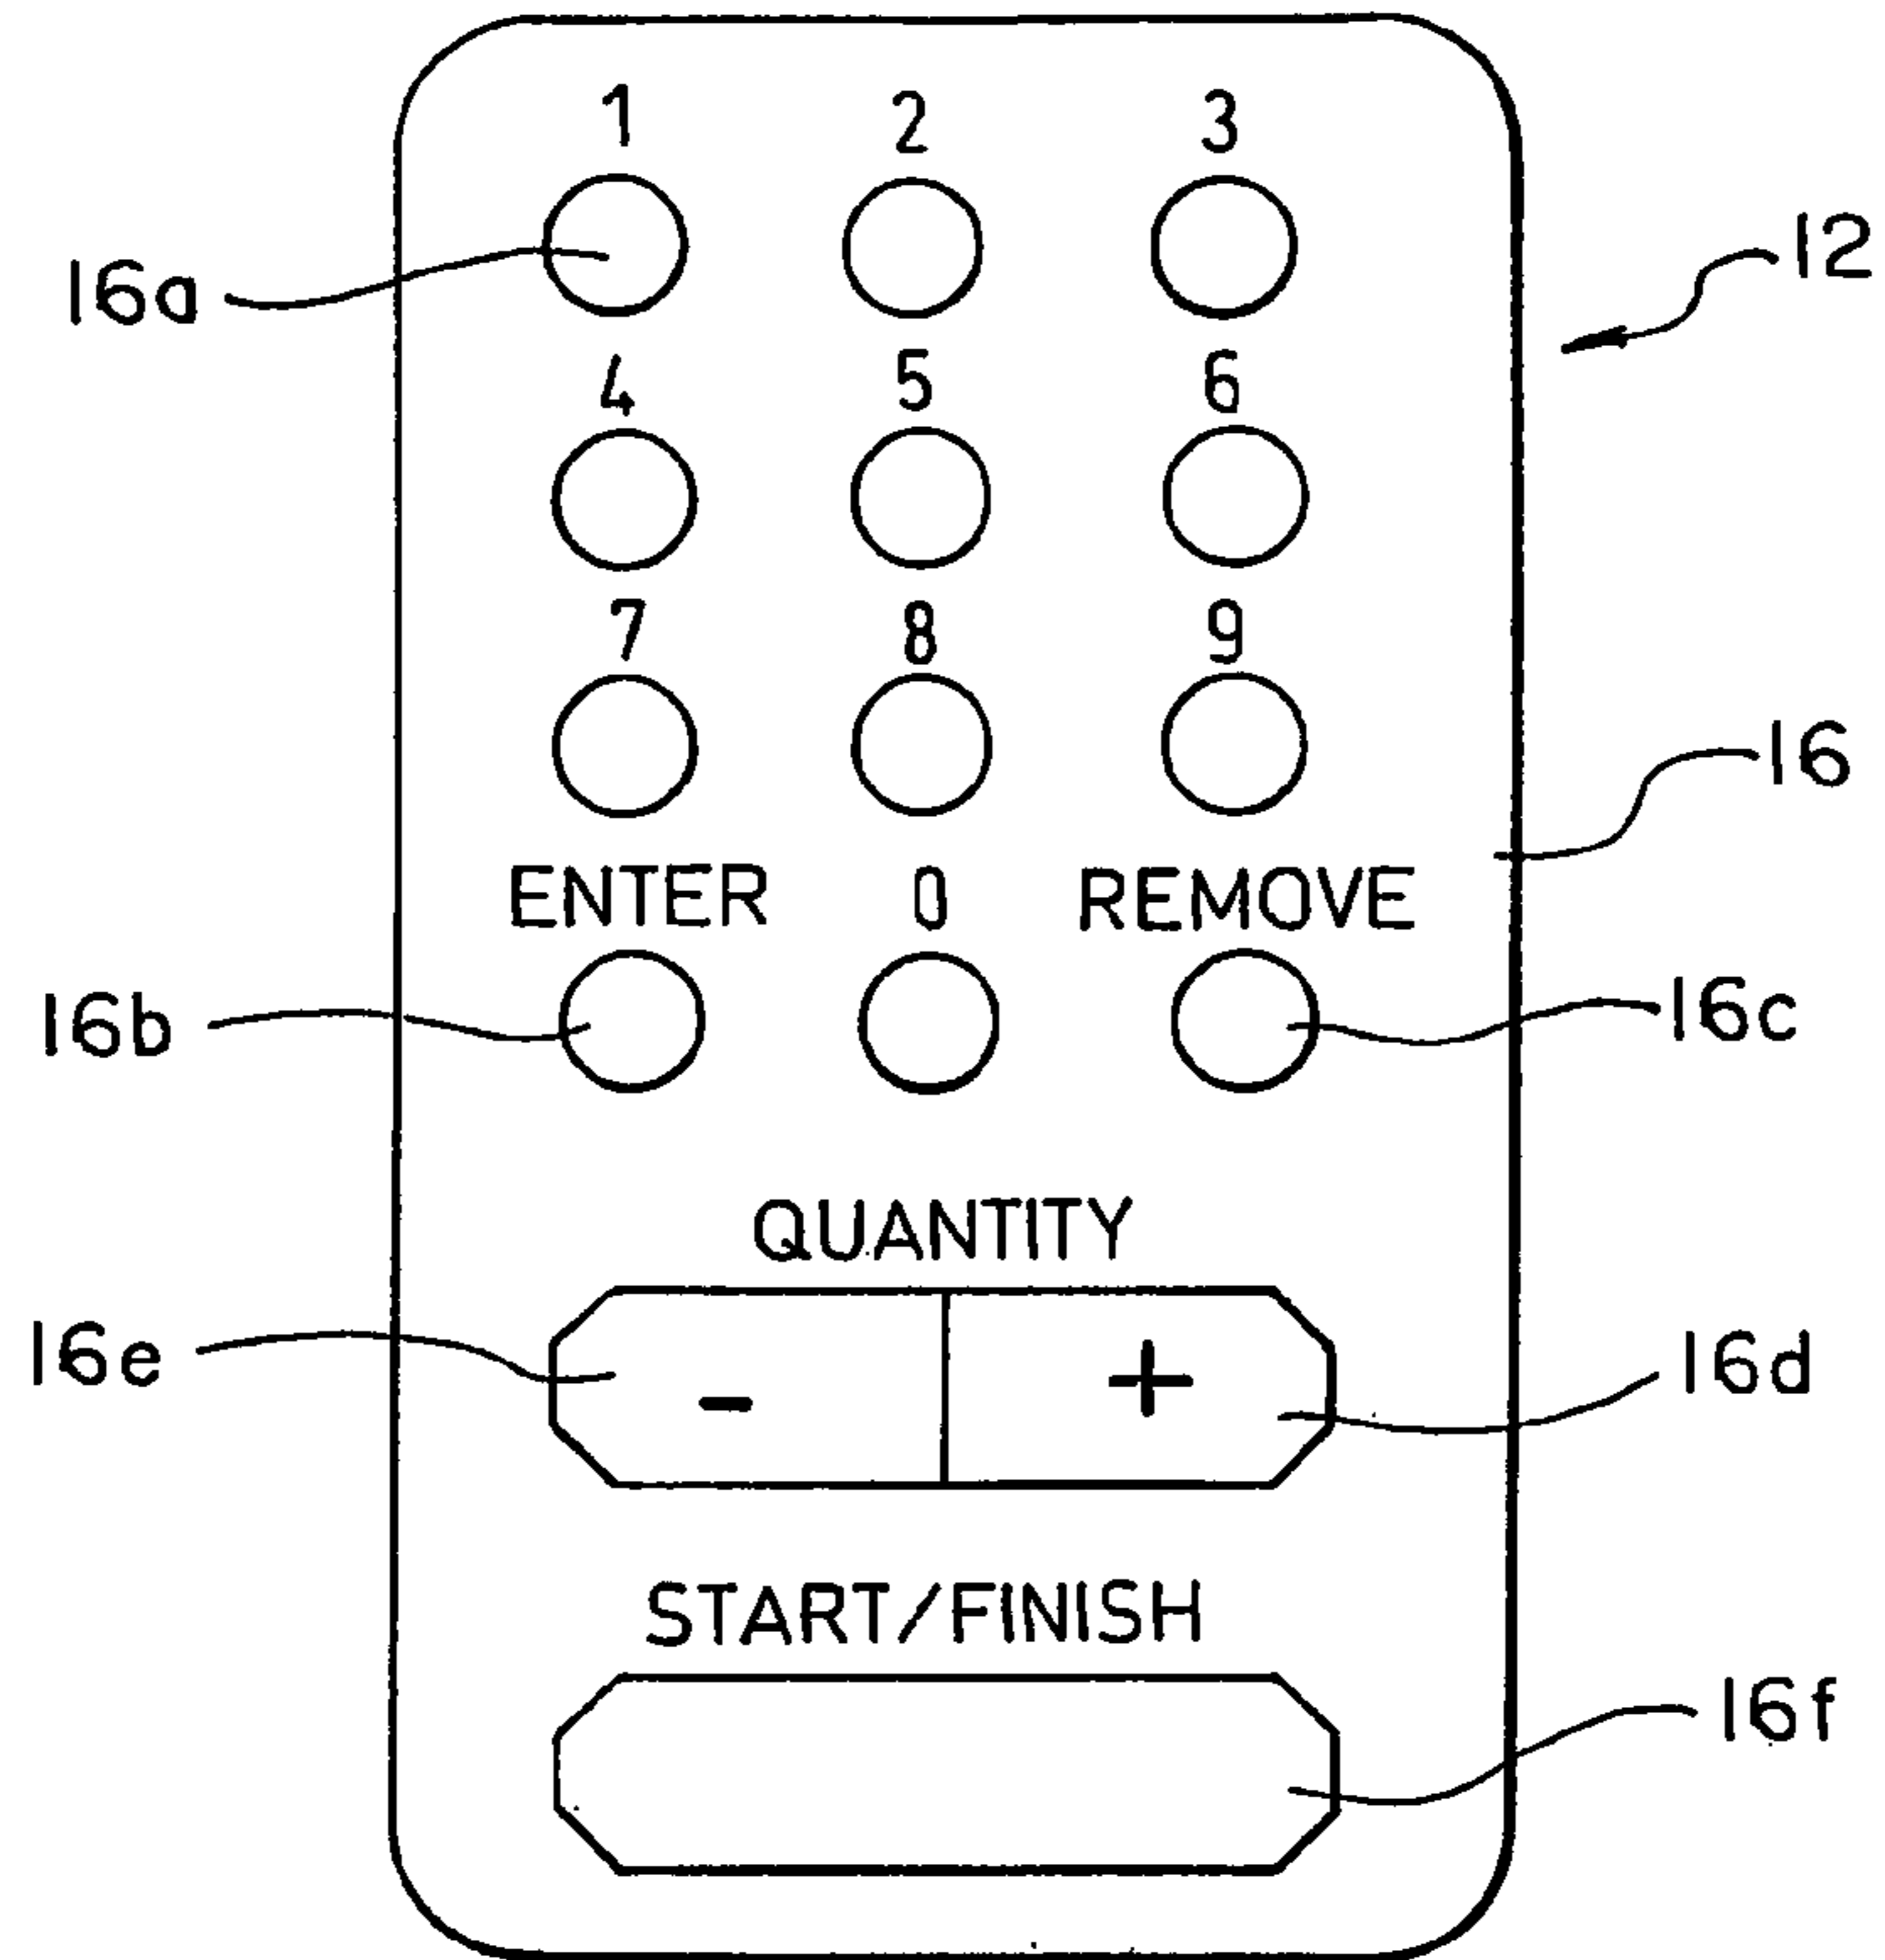 1 2 3
12
16a
4 5 6
7 8 9
16
ENTER 0 REMOVE
16b 16c
QUANTITY
16e - + 16d
START/FINISH
16f